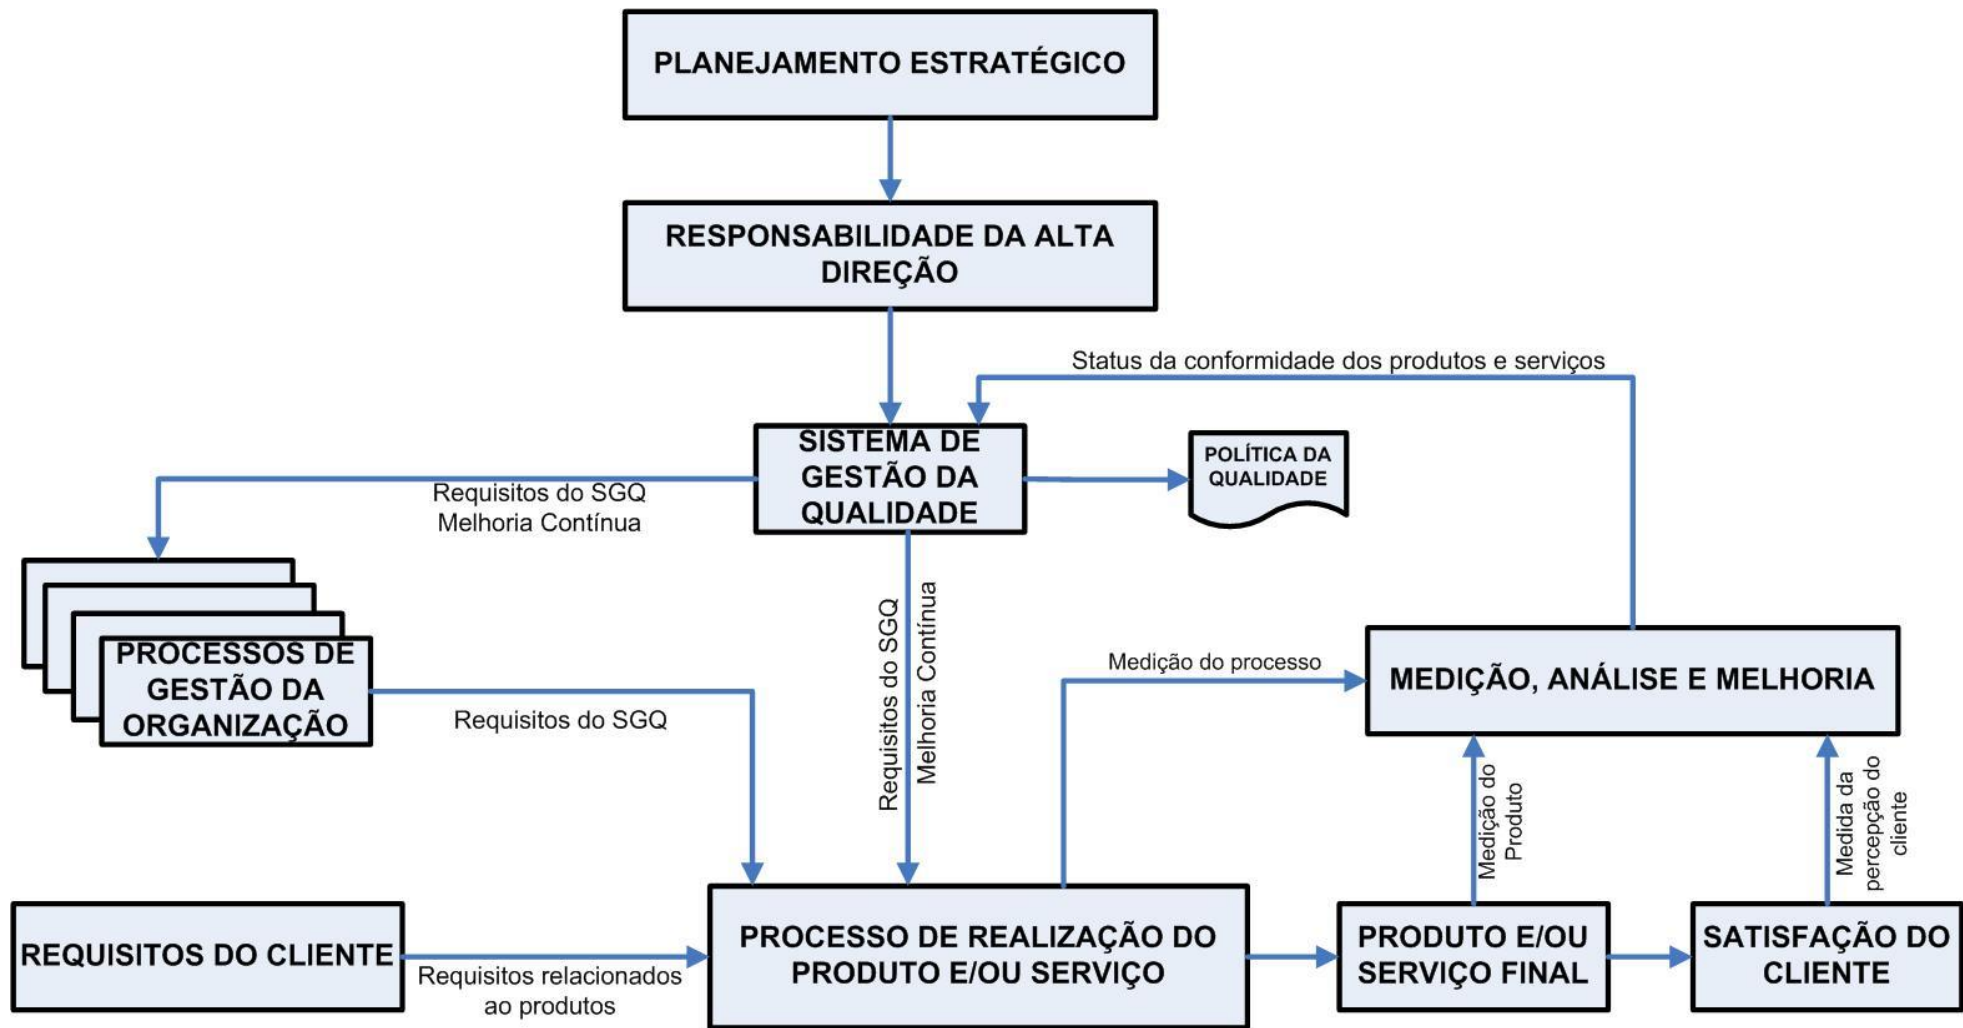 PLANEJAMENTO ESTRATÉGICO
RESPONSABILIDADE DA ALTA
DIREÇÃO
Status da conformidade dos produtos e serviços
SISTEMA DE
GESTÃO DA
QUALIDADE
POLÍTICA DA
QUALIDADE
Requisitos do SGQ
Melhoria Contínua
PROCESSOS DE
GESTÃO DA
ORGANIZAÇÃO
Requisitos do SGQ
Requisitos do SGQ
Melhoria Contínua
Medição do processo
MEDIÇÃO, ANÁLISE E MELHORIA
Medição do
Produto
Medida da
percepção do
cliente
REQUISITOS DO CLIENTE
Requisitos relacionados
ao produtos
PROCESSO DE REALIZAÇÃO DO
PRODUTO E/OU SERVIÇO
PRODUTO E/OU
SERVIÇO FINAL
SATISFAÇÃO DO
CLIENTE